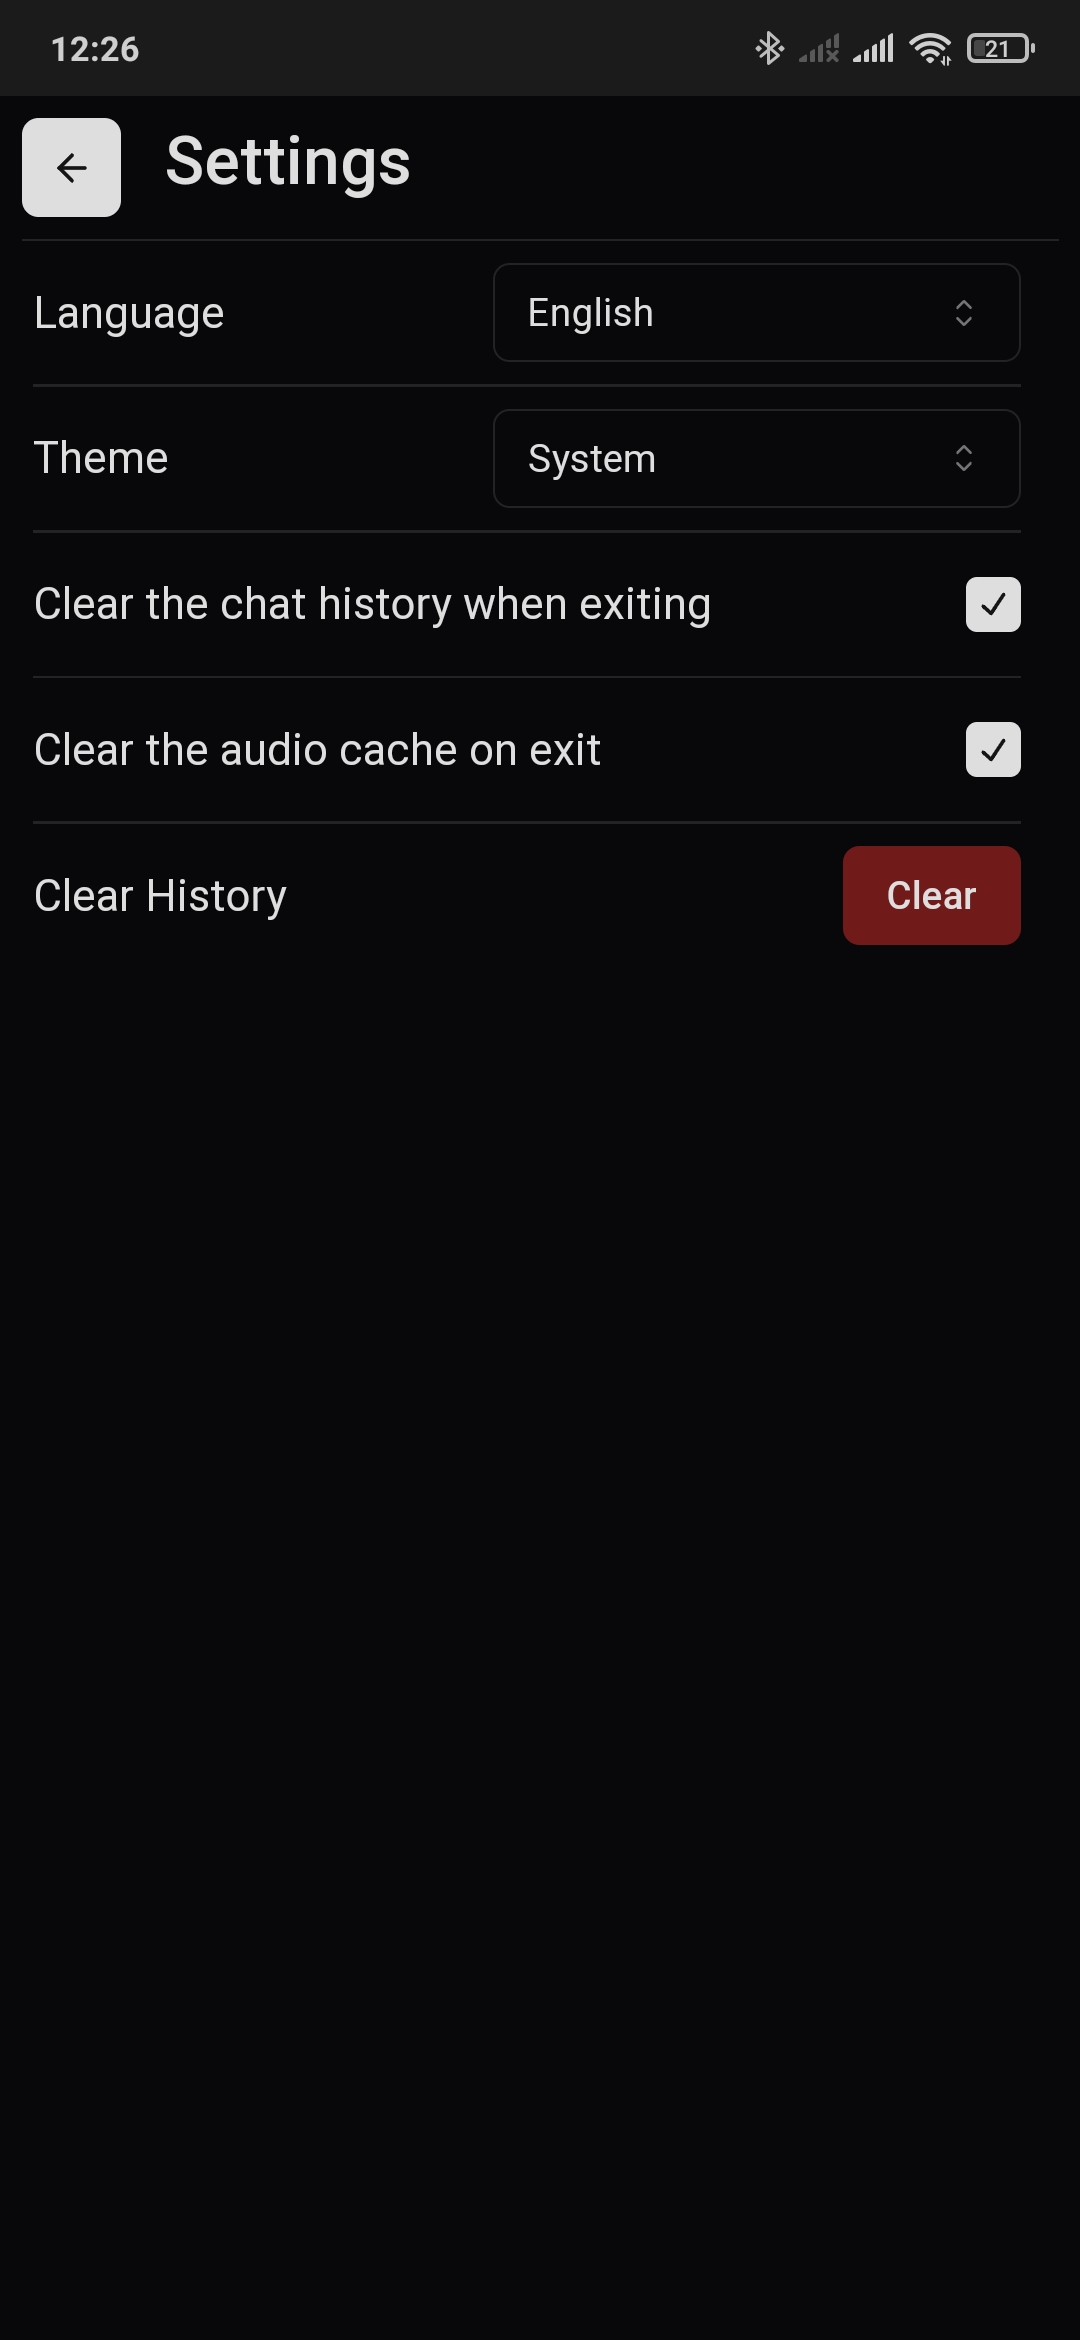 12:26
21
Settings
Language
English
Theme
System
Clear the chat history when exiting
Clear the audio cache on exit
Clear History
Clear